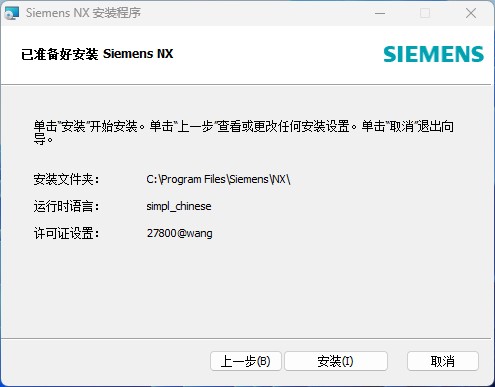 Siemens NX 安装程序
已准备好安装 Siemens NX
SIEMENS
单击“安装”开始安装。单击“上一步”查看或更改任何安装设置。单击“取消”退出向
导。
安装文件夹： C:\Program Files\Siemens\NX\
运行时语言： simpl_chinese
许可证设置： 27800@wang
上一步(B) 安装(I) 取消